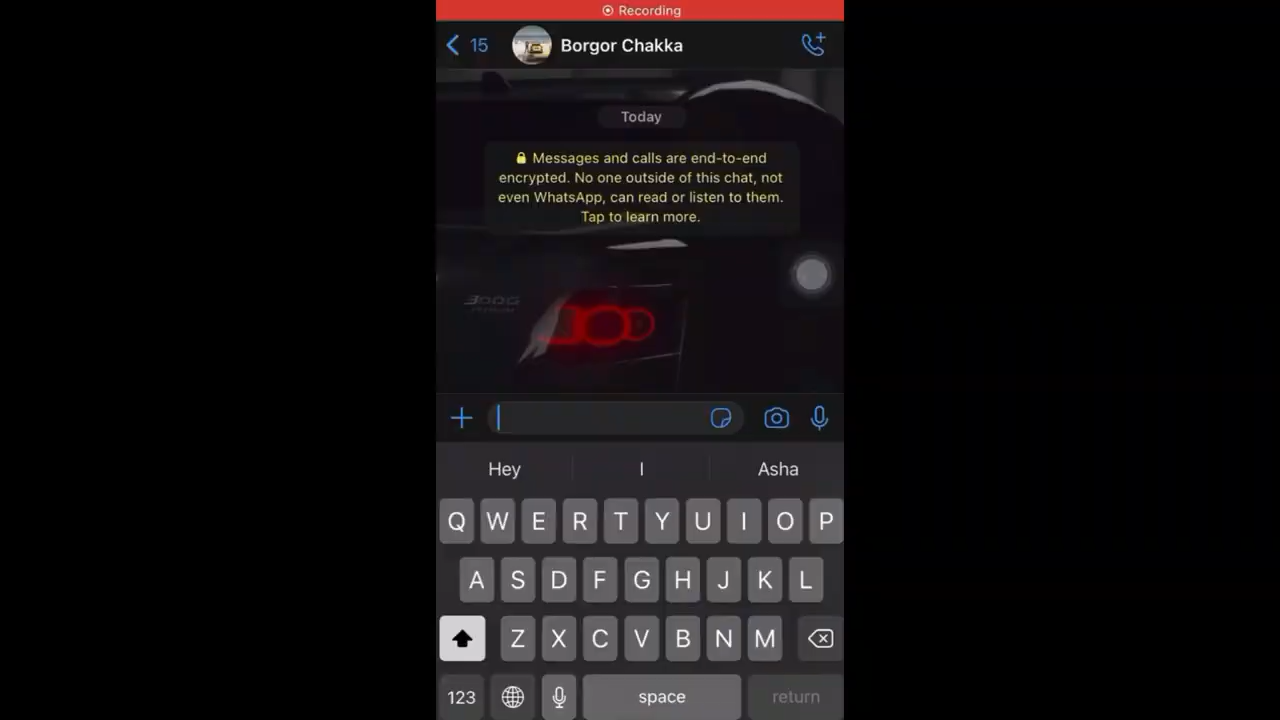 Recording
15 Borgor Chakka
Today
Messages and calls are end-to-end
encrypted. No one outside of this chat, not
even WhatsApp, can read or listen to them.
Tap to learn more.
300G
Hey I Asha
Q W E R T Y U I O P
A S D F G H J K L
Z X C V B N M
123 space return